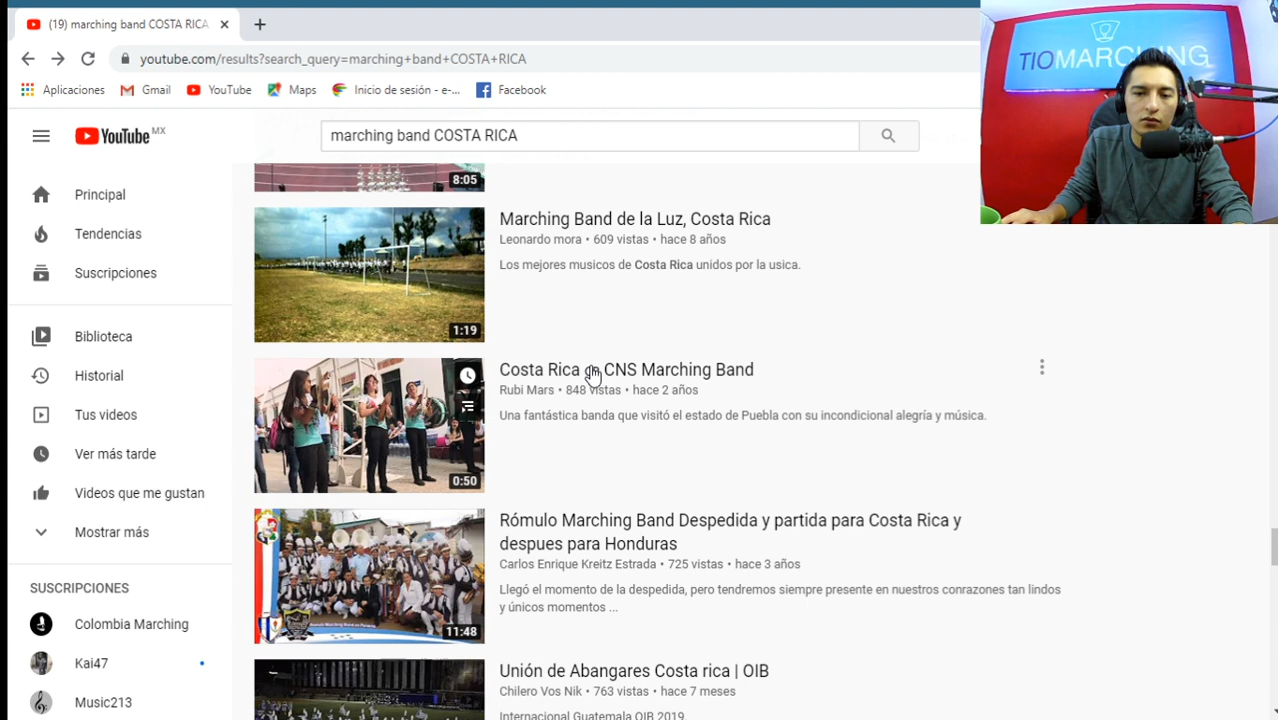 (19) marching band COSTA RICA
youtube.com/results?search_query=marching+band+COSTA+RICA
Aplicaciones
Gmail
YouTube
Maps
Inicio de sesión - e-...
Facebook
TIOMARCHING
YouTube MX
marching band COSTA RICA
Principal
Tendencias
Suscripciones
Biblioteca
Historial
Tus videos
Ver más tarde
Videos que me gustan
Mostrar más
SUSCRIPCIONES
Colombia Marching
Kai47
Music213
8:05
Marching Band de la Luz, Costa Rica
Leonardo mora • 609 vistas • hace 8 años
Los mejores musicos de Costa Rica unidos por la usica.
1:19
Costa Rica CNS Marching Band
Rubi Mars • 848 vistas • hace 2 años
Una fantástica banda que visitó el estado de Puebla con su incondicional alegría y música.
0:50
Rómulo Marching Band Despedida y partida para Costa Rica y
despues para Honduras
Carlos Enrique Kreitz Estrada • 725 vistas • hace 3 años
Llegó el momento de la despedida, pero tendremos siempre presente en nuestros conrazones tan lindos
y únicos momentos ...
11:48
Unión de Abangares Costa rica | OIB
Chilero Vos Nik • 763 vistas • hace 7 meses
Internacional Guatemala OIB 2019